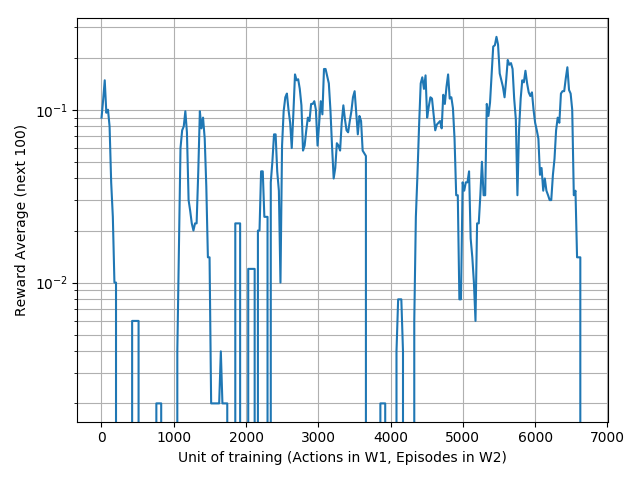 Reward Average (next 100)
10⁻¹
10⁻²
0 1000 2000 3000 4000 5000 6000 7000
Unit of training (Actions in W1, Episodes in W2)